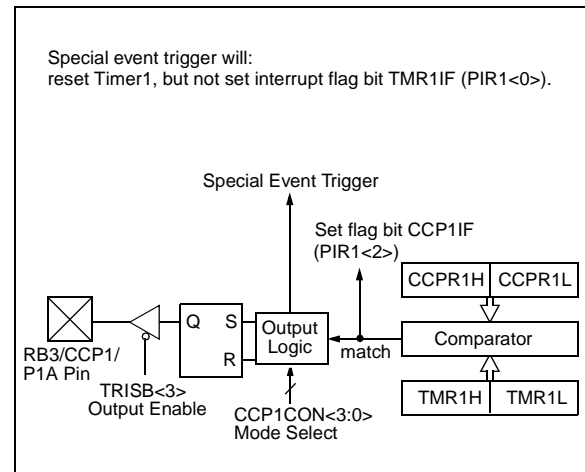 Special event trigger will:
reset Timer1, but not set interrupt flag bit TMR1IF (PIR1<0>).
Special Event Trigger
Set flag bit CCP1IF
(PIR1<2>)
CCPR1H CCPR1L
Q S
R
Output
Logic
match
Comparator
RB3/CCP1/
P1A Pin
TRISB<3>
Output Enable
CCP1CON<3:0>
Mode Select
TMR1H TMR1L